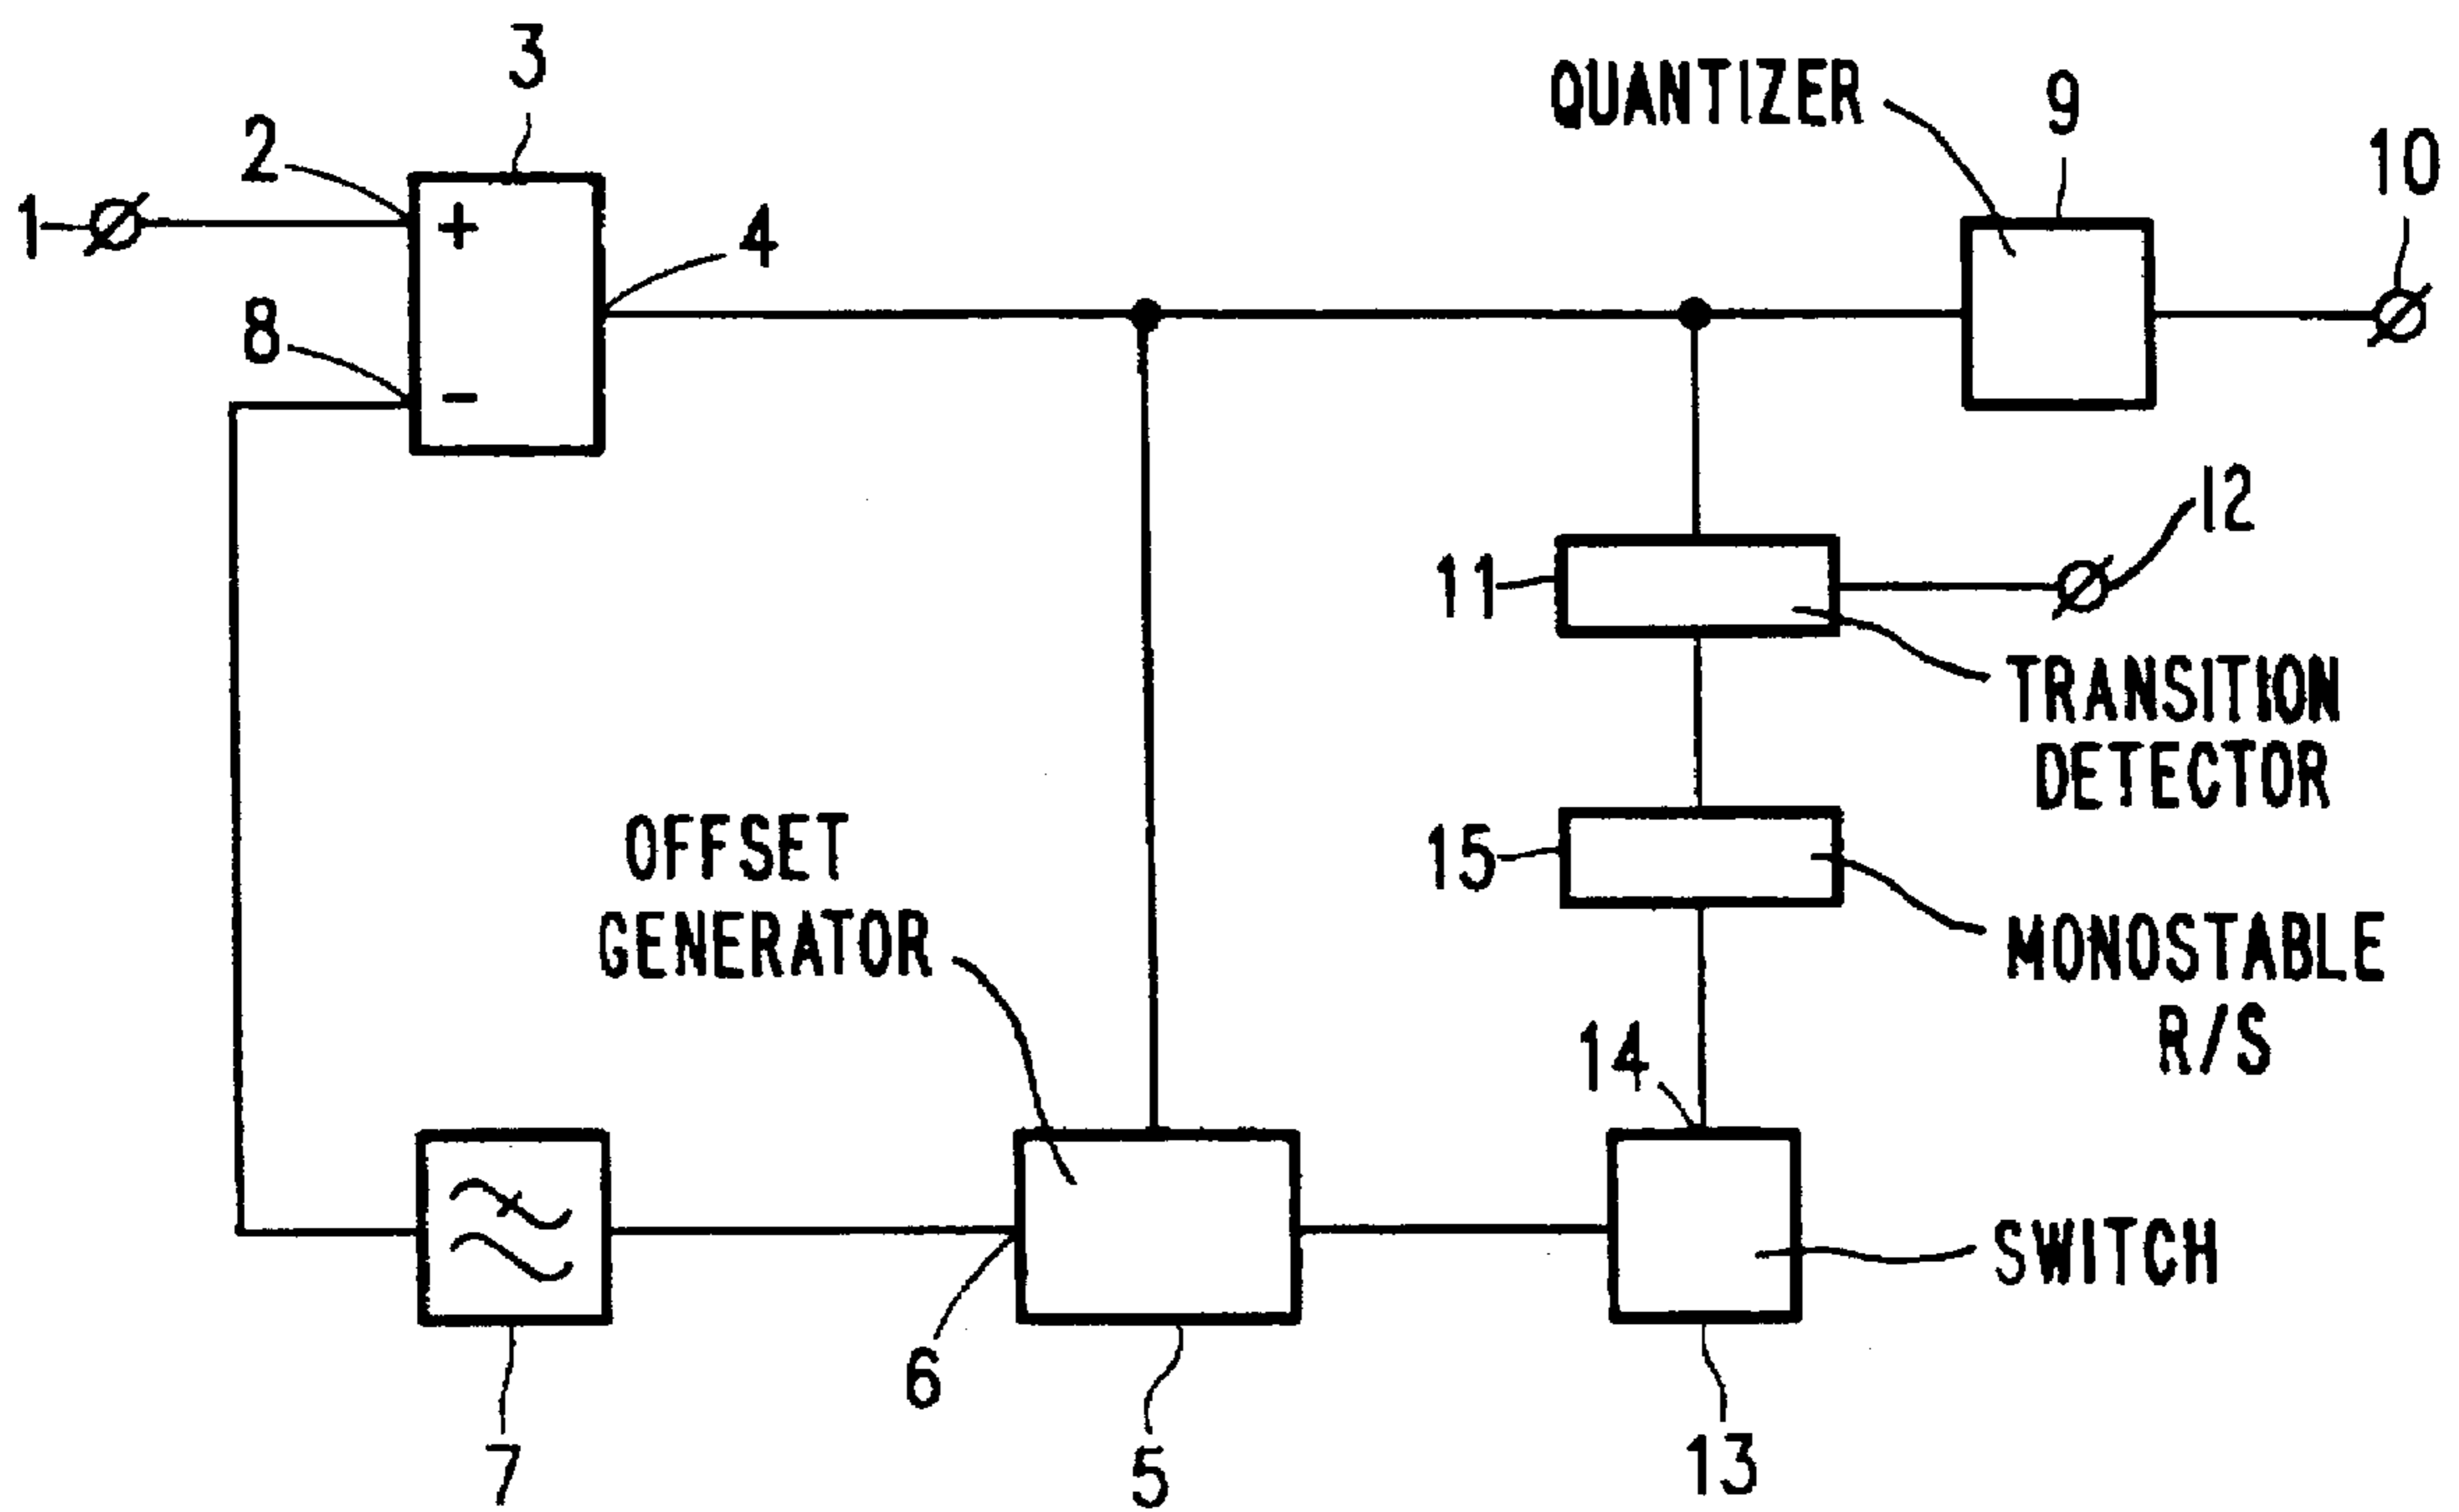 3
QUANTIZER
9
2
10
1
+
4
8
-
12
11
TRANSITION
DETECTOR
OFFSET
GENERATOR
15
MONOSTABLE
R/S
14
SWITCH
6
7
5
13